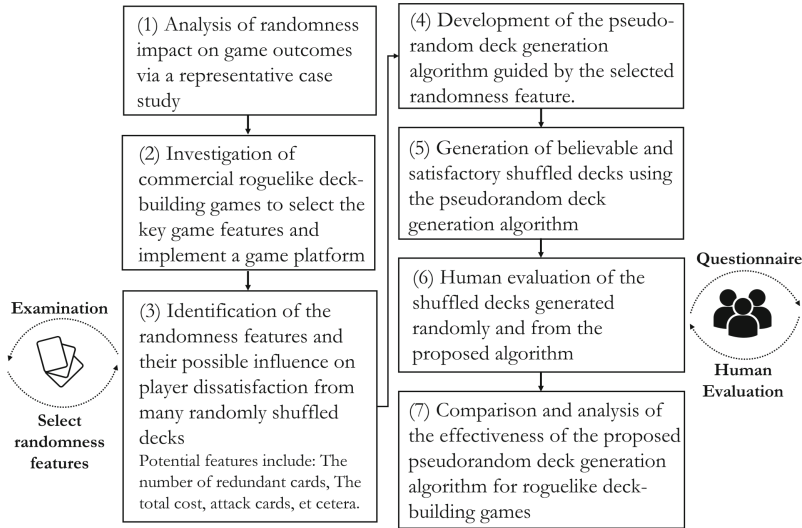 (1) Analysis of randomness
impact on game outcomes
via a representative case
study
(2) Investigation of
commercial roguelike deck-
building games to select the
key game features and
implement a game platform
(3) Identification of the
randomness features and
their possible influence on
player dissatisfaction from
many randomly shuffled
decks
Potential features include: The
number of redundant cards, The
total cost, attack cards, et cetera.
Examination
Select
randomness
features
(4) Development of the pseudo-
random deck generation
algorithm guided by the selected
randomness feature.
(5) Generation of believable and
satisfactory shuffled decks using
the pseudorandom deck
generation algorithm
(6) Human evaluation of the
shuffled decks generated
randomly and from the
proposed algorithm
Questionnaire
Human
Evaluation
(7) Comparison and analysis of
the effectiveness of the proposed
pseudorandom deck generation
algorithm for roguelike deck-
building games